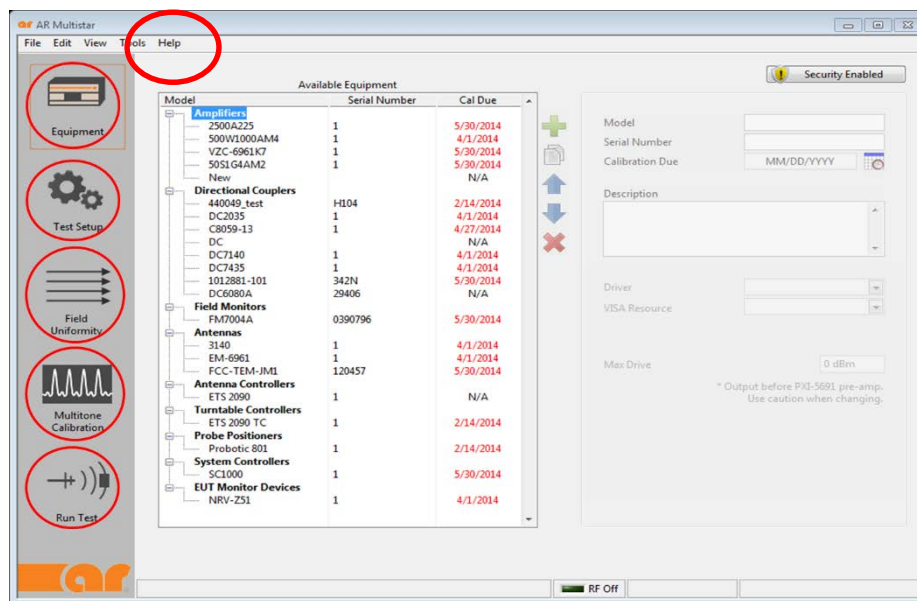 ar AR Multistar
File Edit View Tools Help
Security Enabled
Equipment
Test Setup
Field
Uniformity
Multitone
Calibration
Run Test
ar
Available Equipment
Model Serial Number Cal Due
Amplifiers
2500A225 1 5/30/2014
500W1000AM4 1 4/1/2014
VZC-6961K7 1 5/30/2014
50S1G4AM2 1 5/30/2014
New N/A
Directional Couplers
440049_test H104 2/14/2014
DC2035 1 4/1/2014
C8059-13 1 4/27/2014
DC N/A
DC7140 1 4/1/2014
DC7435 1 4/1/2014
1012881-101 342N 5/30/2014
DC6080A 29406 N/A
Field Monitors
FM7004A 0390796 5/30/2014
Antennas
3140 1 4/1/2014
EM-6961 1 4/1/2014
FCC-TEM-JM1 120457 5/30/2014
Antenna Controllers
ETS 2090 1 N/A
Turntable Controllers
ETS 2090 TC 1 2/14/2014
Probe Positioners
Probotic 801 1 2/14/2014
System Controllers
SC1000 1 5/30/2014
EUT Monitor Devices
NRV-Z51 1 4/1/2014
Model
Serial Number
Calibration Due MM/DD/YYYY
Description
Driver
VISA Resource
Max Drive 0 dBm
* Output before PXI-5691 pre-amp.
Use caution when changing.
RF Off